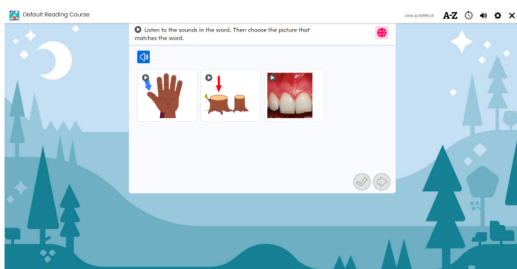 Default Reading Course
A-Z
Listen to the sounds in the word. Then choose the picture that
matches the word.